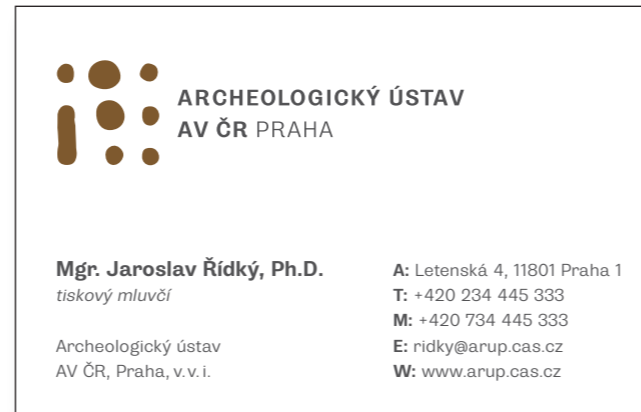 ARCHEOLOGICKÝ ÚSTAV
AV ČR PRAHA
Mgr. Jaroslav Řídký, Ph.D.
tiskový mluvčí
Archeologický ústav
AV ČR, Praha, v. v. i.
A: Letenská 4, 11801 Praha 1
T: +420 234 445 333
M: +420 734 445 333
E: ridky@arup.cas.cz
W: www.arup.cas.cz